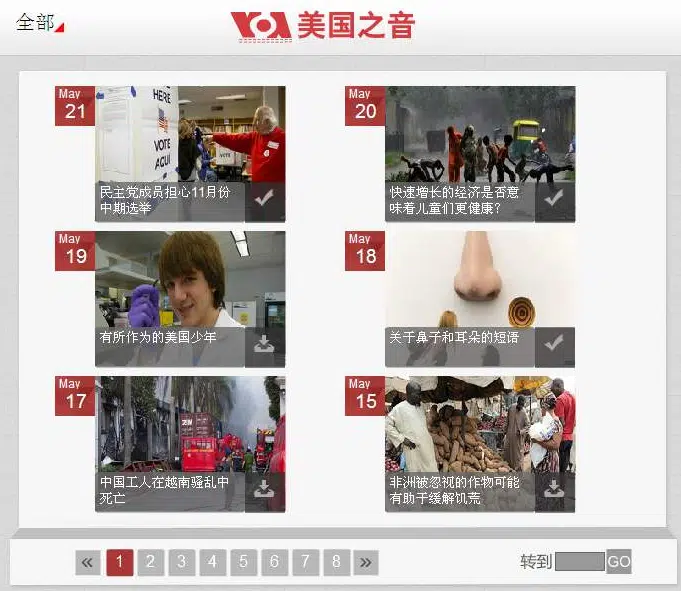 全部
VOA 美国之音
May
21
HERE
VOTE
AQUI
VOTE
民主党成员担心11月份
中期选举
May
20
快速增长的经济是否意
味着儿童们更健康?
May
19
有所作为的美国少年
May
18
关于鼻子和耳朵的短语
May
17
中国工人在越南骚乱中
死亡
May
15
非洲被忽视的作物可能
有助于缓解饥荒
« 1 2 3 4 5 6 7 8 » 转到 GO